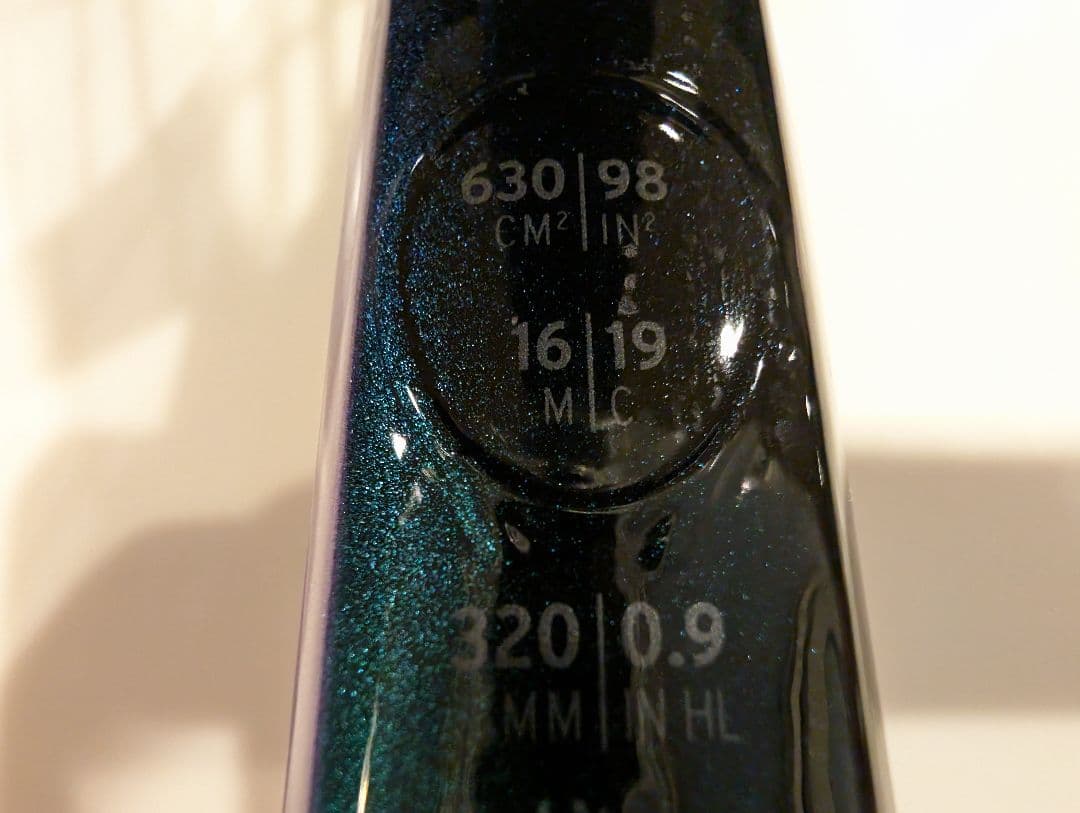 630|98
CM²|IN²
16|19
M|C
320|0.9
MM|IN HL